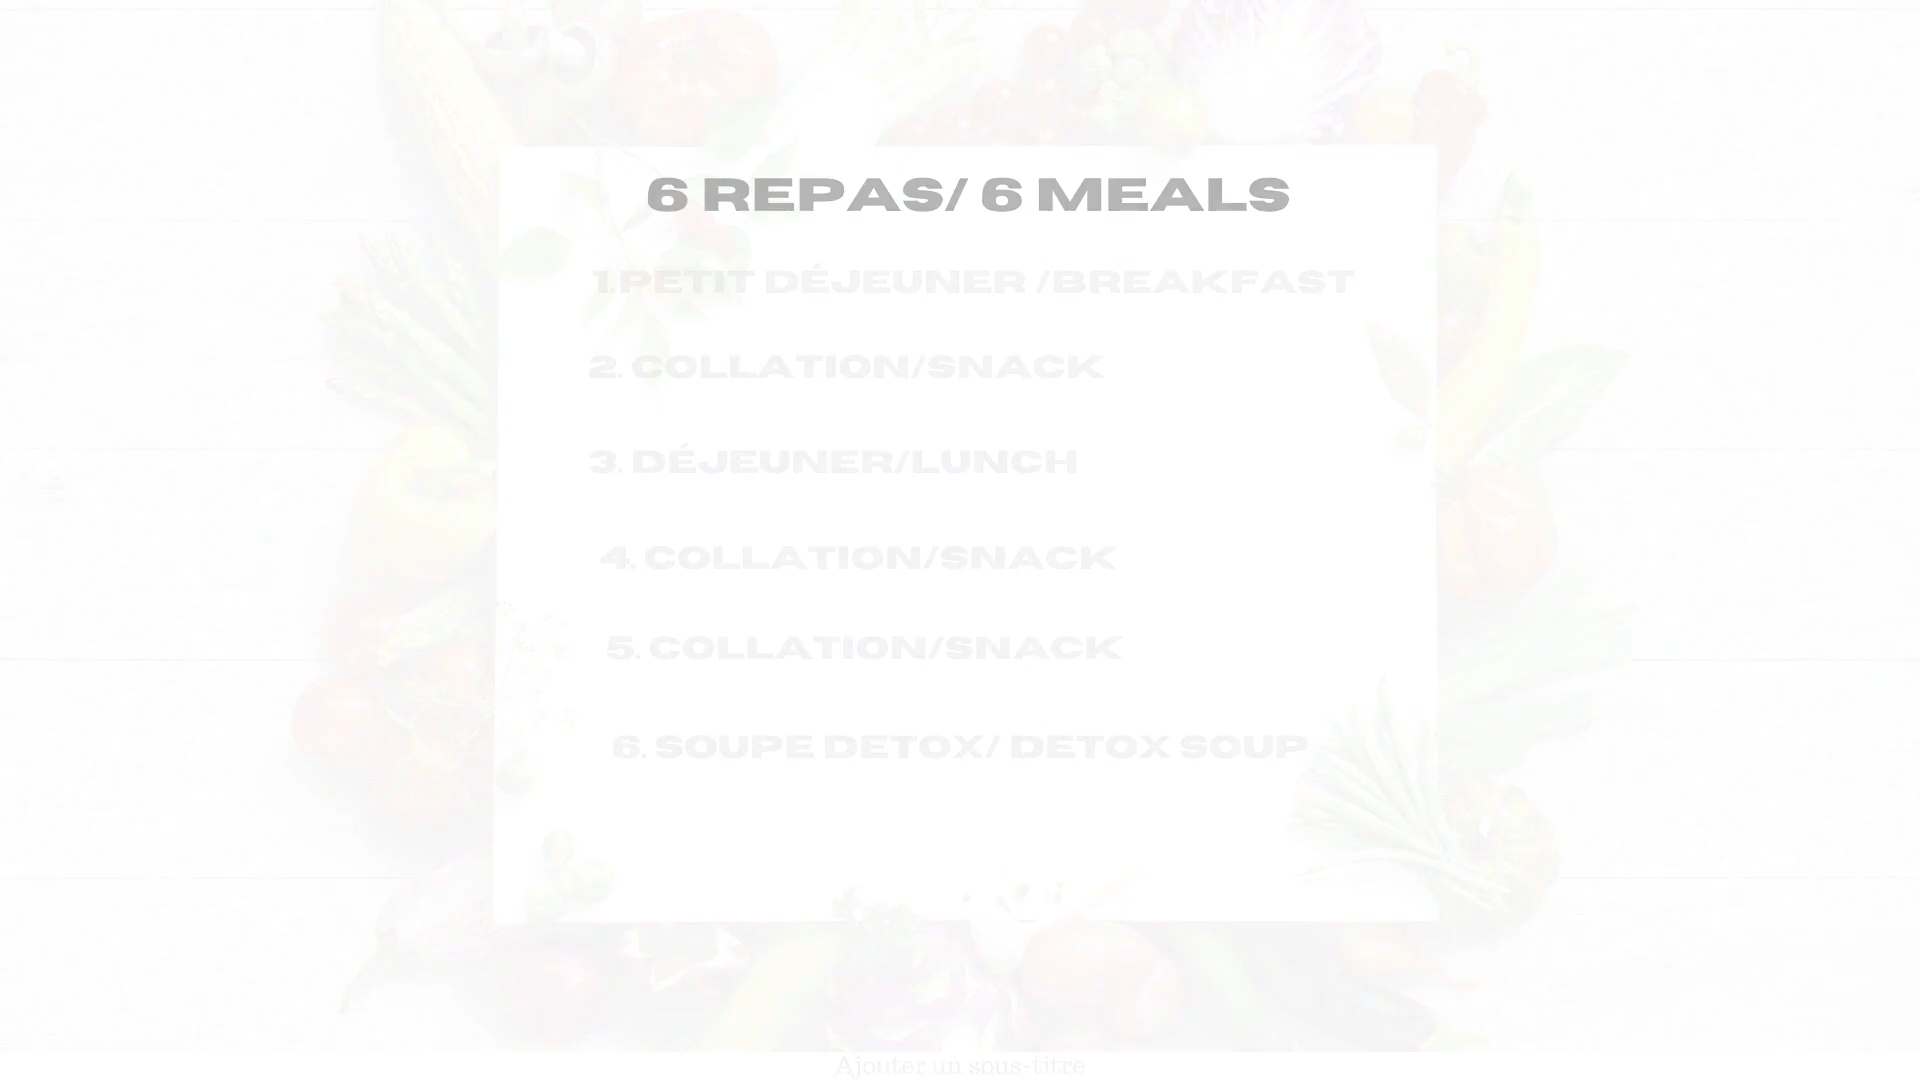 6 REPAS/ 6 MEALS
1.PETIT DÉJEUNER /BREAKFAST
2. COLLATION/SNACK
3. DÉJEUNER/LUNCH
4. COLLATION/SNACK
5. COLLATION/SNACK
6. SOUPE DETOX/ DETOX SOUP
Ajouter un sous-titre